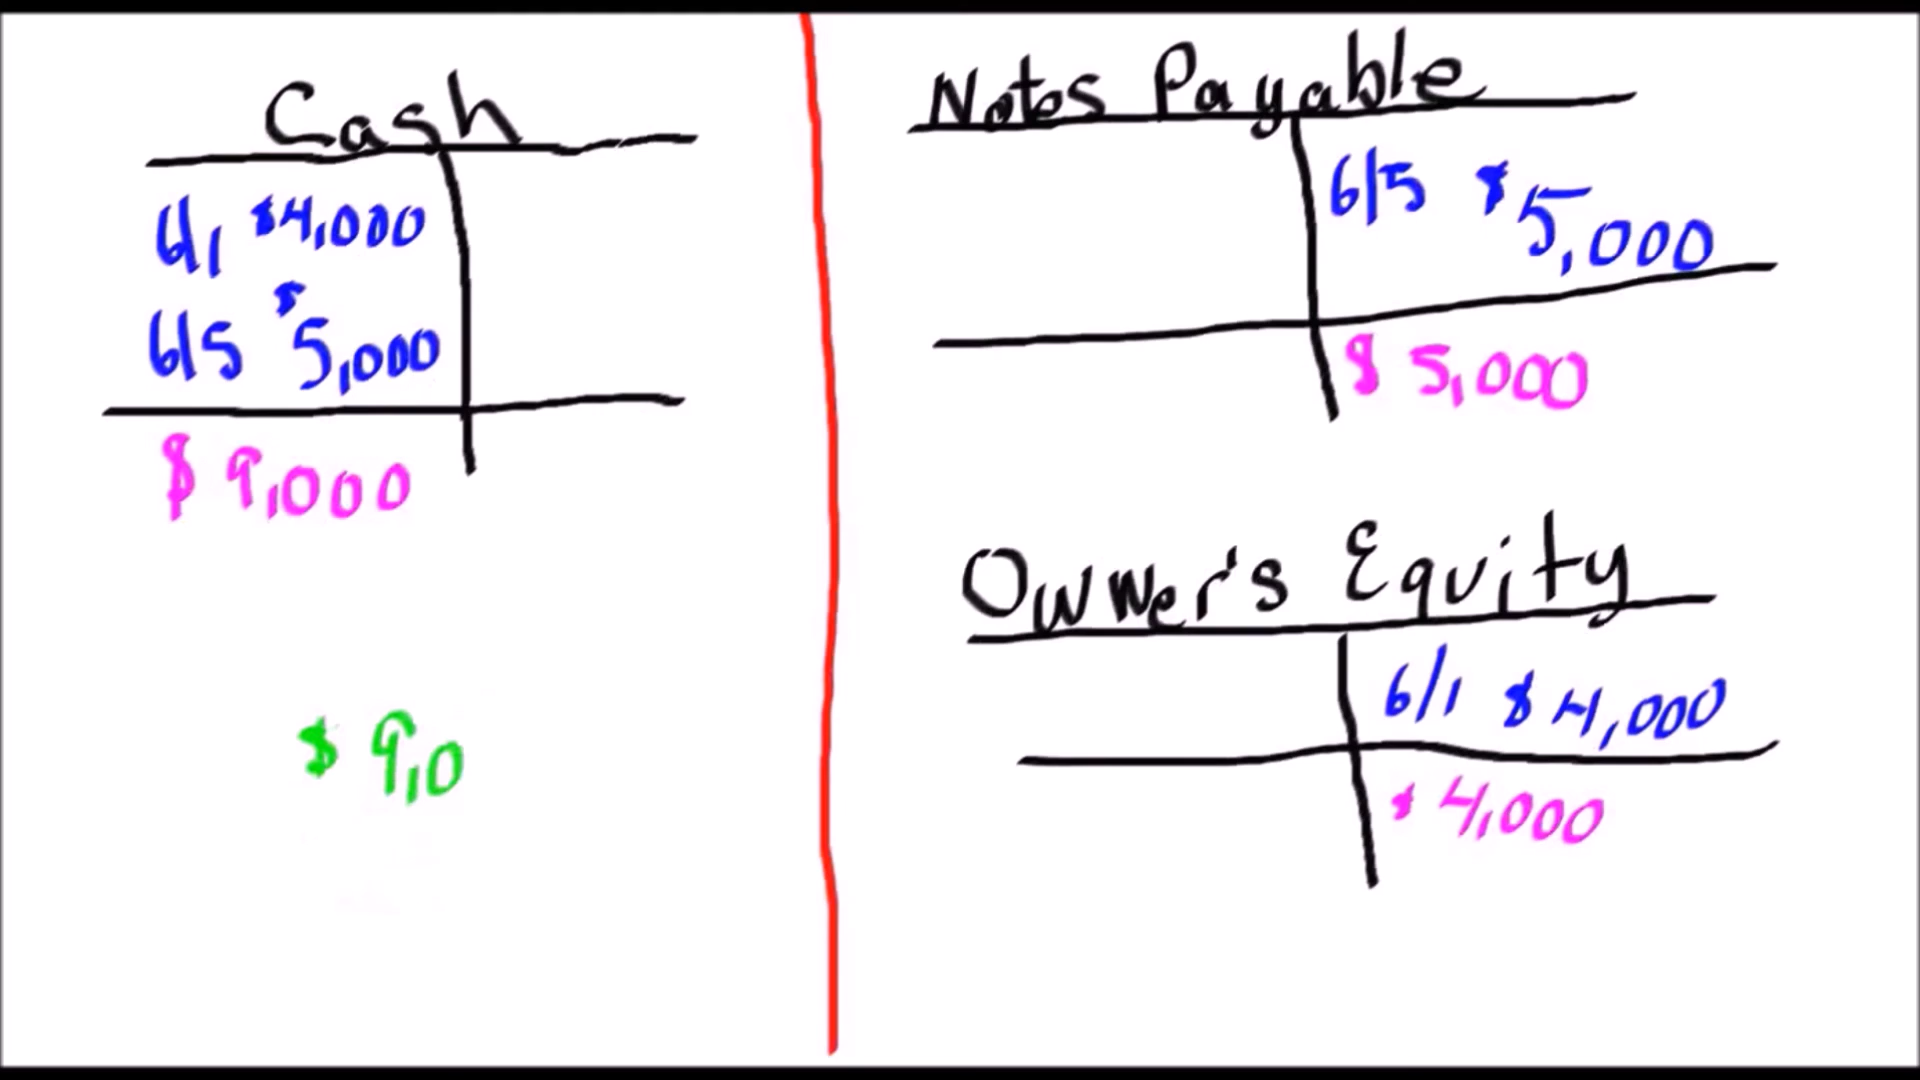 Cash
6/1 $4,000
6/5 $5,000
$ 9,000
$ 9,0
Notes Payable
6/5 $5,000
$ 5,000
Owner's Equity
6/1 $4,000
$ 4,000